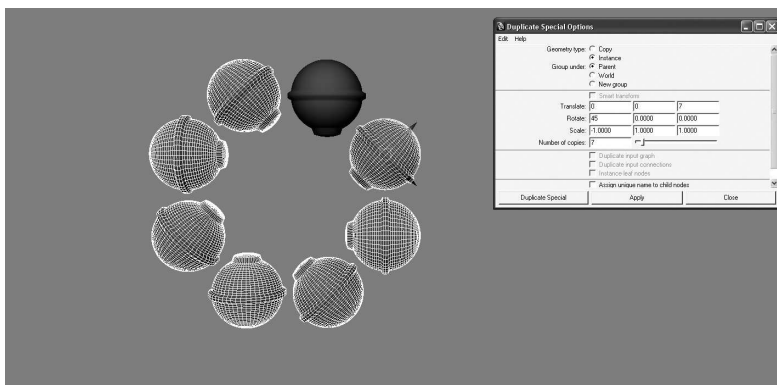 Duplicate Special Options
Edit Help
Geometry type: Copy
Instance
Group under: Parent
World
New group
Smart transform
Translate: 0 0 7
Rotate: 45 0.0000 0.0000
Scale: -1.0000 1.0000 1.0000
Number of copies: 7
Duplicate input graph
Duplicate input connections
Instance leaf nodes
Assign unique name to child nodes
Duplicate Special Apply Close